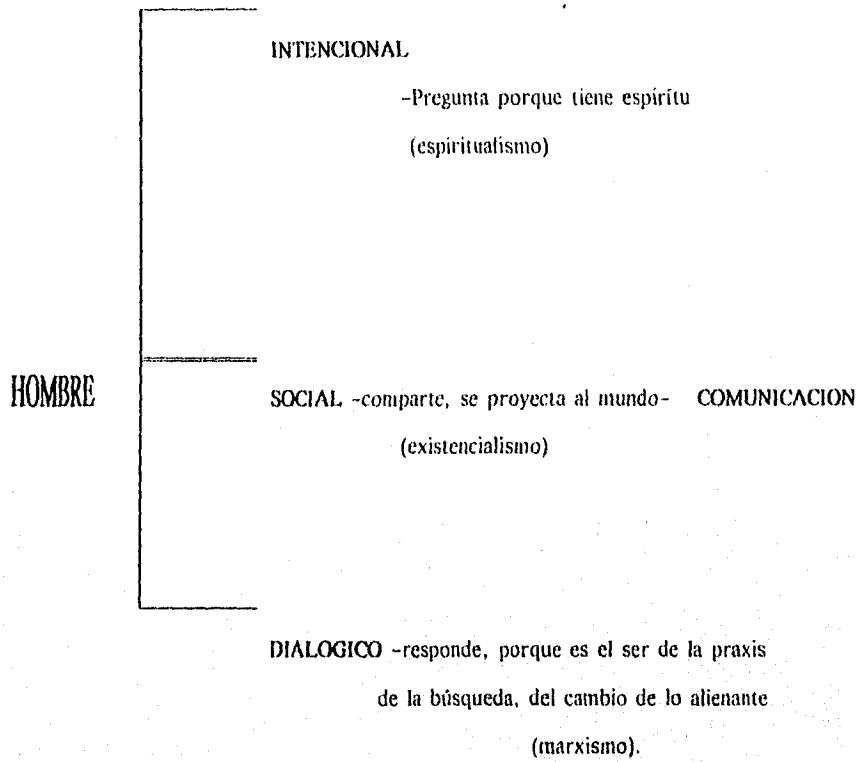 INTENCIONAL
-Pregunta porque tiene espíritu
(espiritualismo)
HOMBRE
SOCIAL -comparte, se proyecta al mundo- COMUNICACION
(existencialismo)
DIALOGICO -responde, porque es el ser de la praxis
de la búsqueda, del cambio de lo alienante
(marxismo).